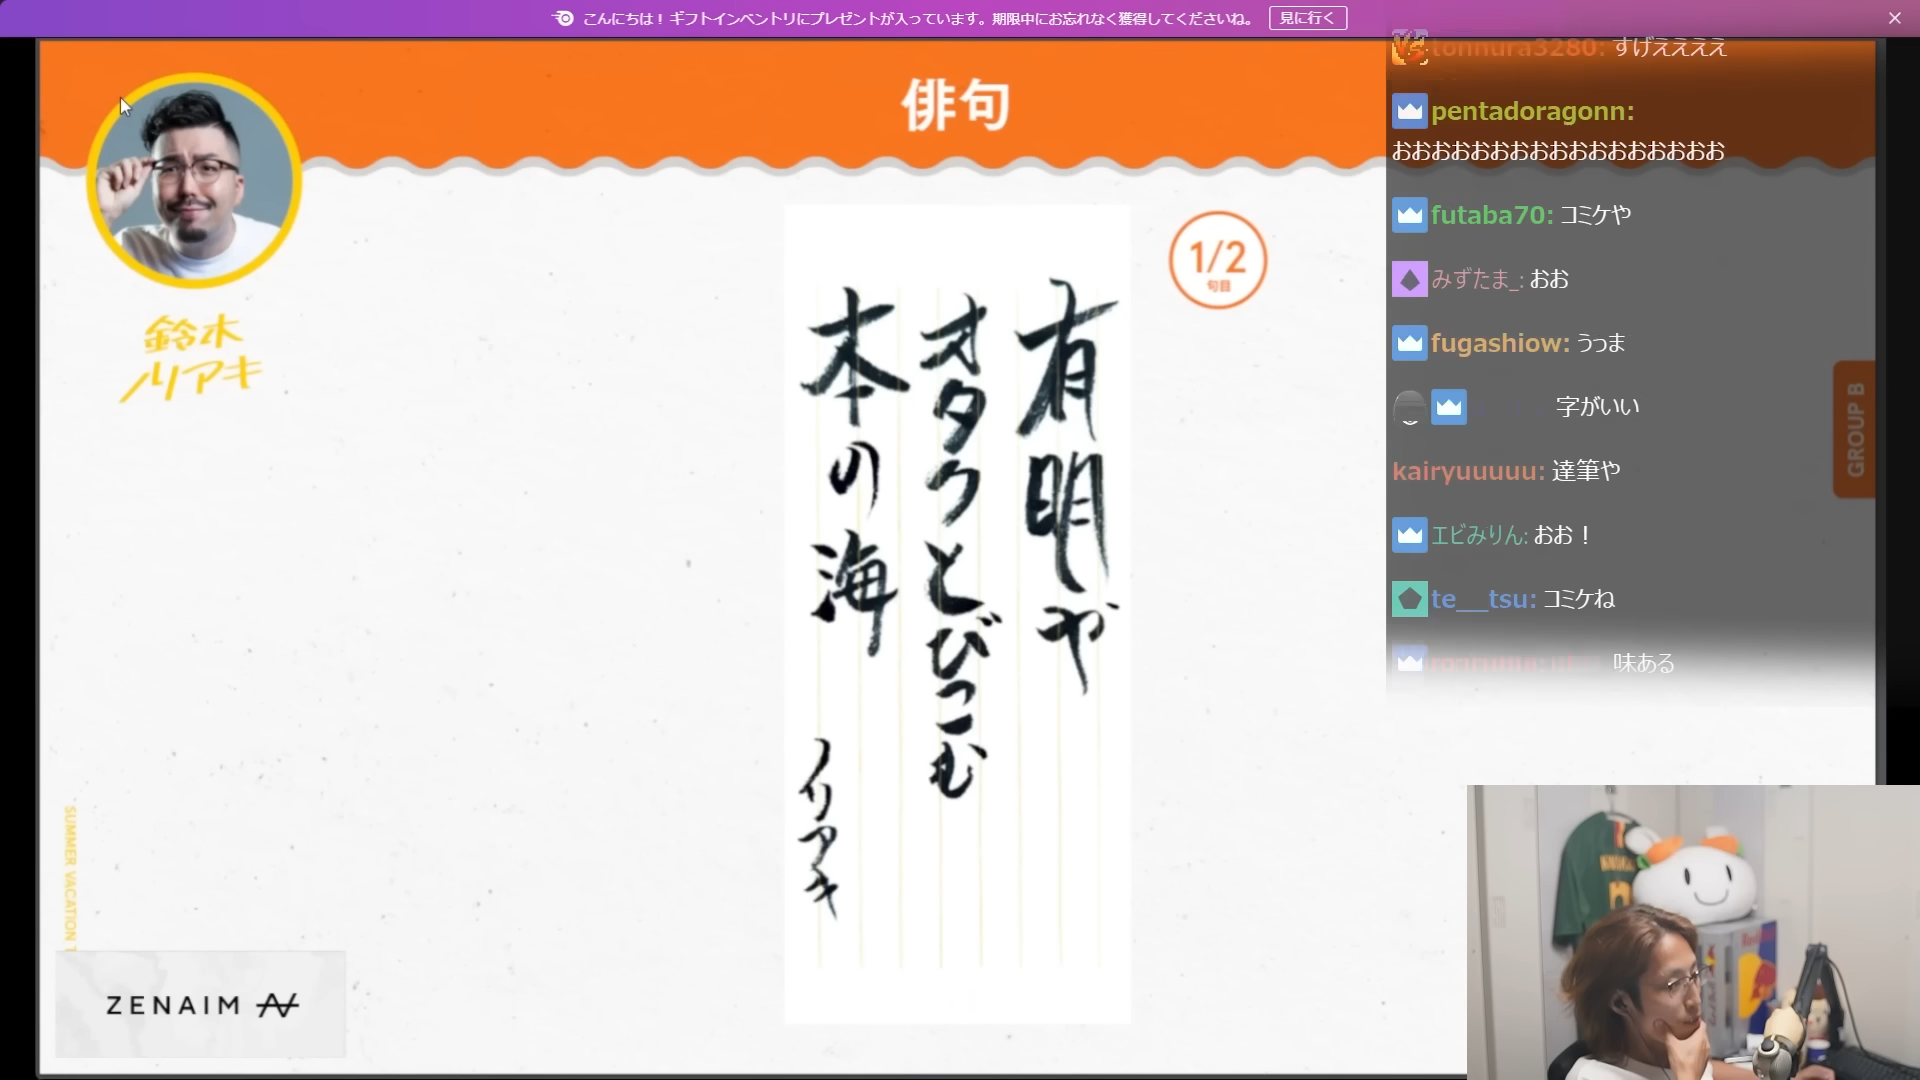 こんにちは！ギフトインベントリにプレゼントが入っています。期限中にお忘れなく獲得してくださいね。
見に行く
俳句
鈴木
ノリアキ
1/2
句目
有明や
オタクとびっこむ
本の海
ノリアキ
SUMMER VACATION
ZENAIM
GROUP B
tonnura3280: すげええええ
pentadoragonn:
おおおおおおおおおおおおおおおおお
futaba70: コミケや
みずたま_: おお
fugashiow: うっま
字がいい
kairyuuuuu: 達筆や
エビみりん: おお！
te__tsu: コミケね
味ある
Red Bull